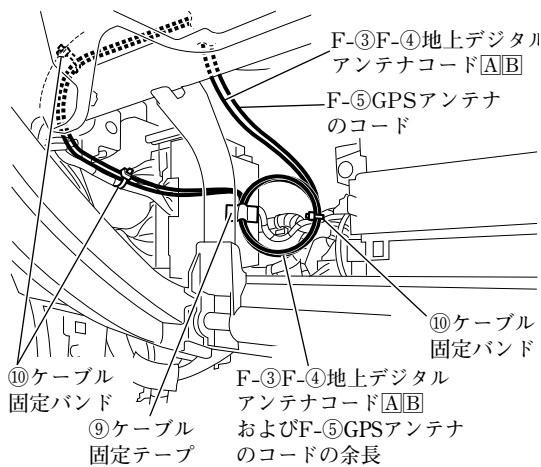 F-③F-④地上デジタル
アンテナコード🄰🄱
F-⑤GPSアンテナ
のコード
⑩ケーブル
固定バンド
⑩ケーブル
固定バンド
⑨ケーブル
固定テープ
F-③F-④地上デジタル
アンテナコード🄰🄱
およびF-⑤GPSアンテナ
のコードの余長